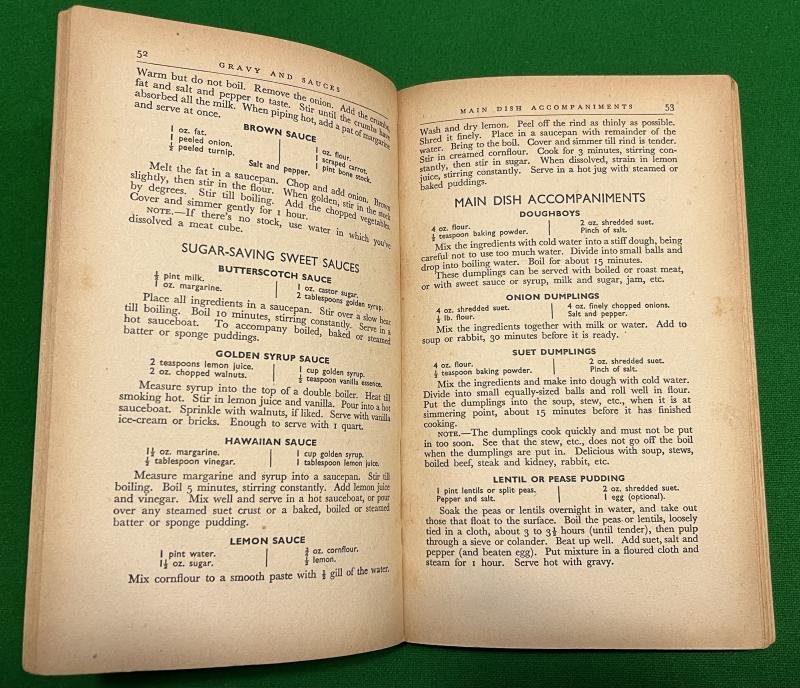 52
GRAVY AND SAUCES
Warm but do not boil. Remove the onion. Add the crumbs,
fat and salt and pepper to taste. Stir until the crumbs have
absorbed all the milk. When piping hot, add a pat of margarine
and serve at once.
BROWN SAUCE
1 oz. fat.
1 peeled onion.
½ peeled turnip.
1 oz. flour.
1 scraped carrot.
1 pint bone stock.
Salt and pepper.
Melt the fat in a saucepan. Chop and add onion. Brown
slightly, then stir in the flour. When golden, stir in the stock
by degrees. Stir till boiling. Add the chopped vegetables.
Cover and simmer gently for 1 hour.
NOTE.—If there's no stock, use water in which you've
dissolved a meat cube.
SUGAR-SAVING SWEET SAUCES
BUTTERSCOTCH SAUCE
½ pint milk.
1 oz. margarine.
1 oz. castor sugar.
2 tablespoons golden syrup.
Place all ingredients in a saucepan. Stir over a slow heat
till boiling. Boil 10 minutes, stirring constantly. Serve in a
hot sauceboat. To accompany boiled, baked or steamed
batter or sponge puddings.
GOLDEN SYRUP SAUCE
2 teaspoons lemon juice.
2 oz. chopped walnuts.
1 cup golden syrup.
½ teaspoon vanilla essence.
Measure syrup into the top of a double boiler. Heat till
smoking hot. Stir in lemon juice and vanilla. Pour into a hot
sauceboat. Sprinkle with walnuts, if liked. Serve with vanilla
ice-cream or bricks. Enough to serve with 1 quart.
HAWAIIAN SAUCE
1½ oz. margarine.
½ tablespoon vinegar.
1 cup golden syrup.
1 tablespoon lemon juice.
Measure margarine and syrup into a saucepan. Stir till
boiling. Boil 5 minutes, stirring constantly. Add lemon juice
and vinegar. Mix well and serve in a hot sauceboat, or pour
over any steamed suet crust or a baked, boiled or steamed
batter or sponge pudding.
LEMON SAUCE
1 pint water.
1½ oz. sugar.
oz. cornflour.
½ lemon.
Mix cornflour to a smooth paste with ½ gill of the water.
MAIN DISH ACCOMPANIMENTS
53
Wash and dry lemon. Peel off the rind as thinly as possible.
Shred it finely. Place in a saucepan with remainder of the
water. Bring to the boil. Cover and simmer till rind is tender.
Stir in creamed cornflour. Cook for 3 minutes, stirring con-
stantly, then stir in sugar. When dissolved, strain in lemon
juice, stirring constantly. Serve in a hot jug with steamed or
baked puddings.
MAIN DISH ACCOMPANIMENTS
DOUGHBOYS
4 oz. flour.
½ teaspoon baking powder.
2 oz. shredded suet.
Pinch of salt.
Mix the ingredients with cold water into a stiff dough, being
careful not to use too much water. Divide into small balls and
drop into boiling water. Boil for about 15 minutes.
These dumplings can be served with boiled or roast meat,
or with sweet sauce or syrup, milk and sugar, jam, etc.
ONION DUMPLINGS
4 oz. shredded suet.
½ lb. flour.
4 oz. finely chopped onions.
Salt and pepper.
Mix the ingredients together with milk or water. Add to
soup or rabbit, 30 minutes before it is ready.
SUET DUMPLINGS
4 oz. flour.
½ teaspoon baking powder.
2 oz. shredded suet.
Pinch of salt.
Mix the ingredients and make into dough with cold water.
Divide into small equally-sized balls and roll well in flour.
Put the dumplings into the soup, stew, etc., when it is at
simmering point, about 15 minutes before it has finished
cooking.
NOTE.—The dumplings cook quickly and must not be put
in too soon. See that the stew, etc., does not go off the boil
when the dumplings are put in. Delicious with soup, stews,
boiled beef, steak and kidney, rabbit, etc.
LENTIL OR PEASE PUDDING
1 pint lentils or split peas.
Pepper and salt.
2 oz. shredded suet.
1 egg (optional).
Soak the peas or lentils overnight in water, and take out
those that float to the surface. Boil the peas or lentils, loosely
tied in a cloth, about 3 to 3½ hours (until tender), then pulp
through a sieve or colander. Beat up well. Add suet, salt and
pepper (and beaten egg). Put mixture in a floured cloth and
steam for 1 hour. Serve hot with gravy.